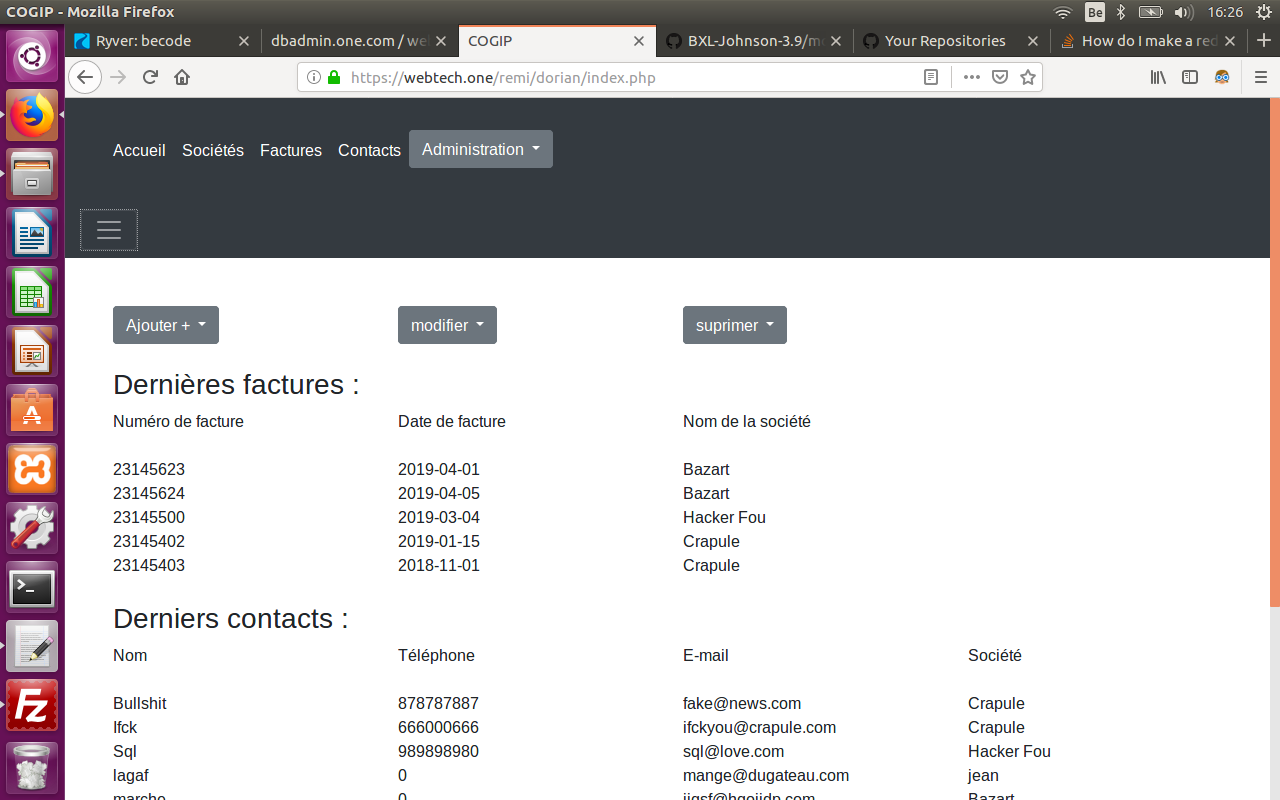 COGIP - Mozilla Firefox
Be
16:26
Ryver: becode
dbadmin.one.com / we
COGIP
BXL-Johnson-3.9/m
Your Repositories
How do I make a red
https://webtech.one/remi/dorian/index.php
Accueil Sociétés Factures Contacts Administration
Ajouter + modifier suprimer
Dernières factures :
Numéro de facture Date de facture Nom de la société
23145623 2019-04-01 Bazart
23145624 2019-04-05 Bazart
23145500 2019-03-04 Hacker Fou
23145402 2019-01-15 Crapule
23145403 2018-11-01 Crapule
Derniers contacts :
Nom Téléphone E-mail Société
Bullshit 878787887 fake@news.com Crapule
Ifck 666000666 ifckyou@crapule.com Crapule
Sql 989898980 sql@love.com Hacker Fou
lagaf 0 mange@dugateau.com jean
marche 0 Bazart